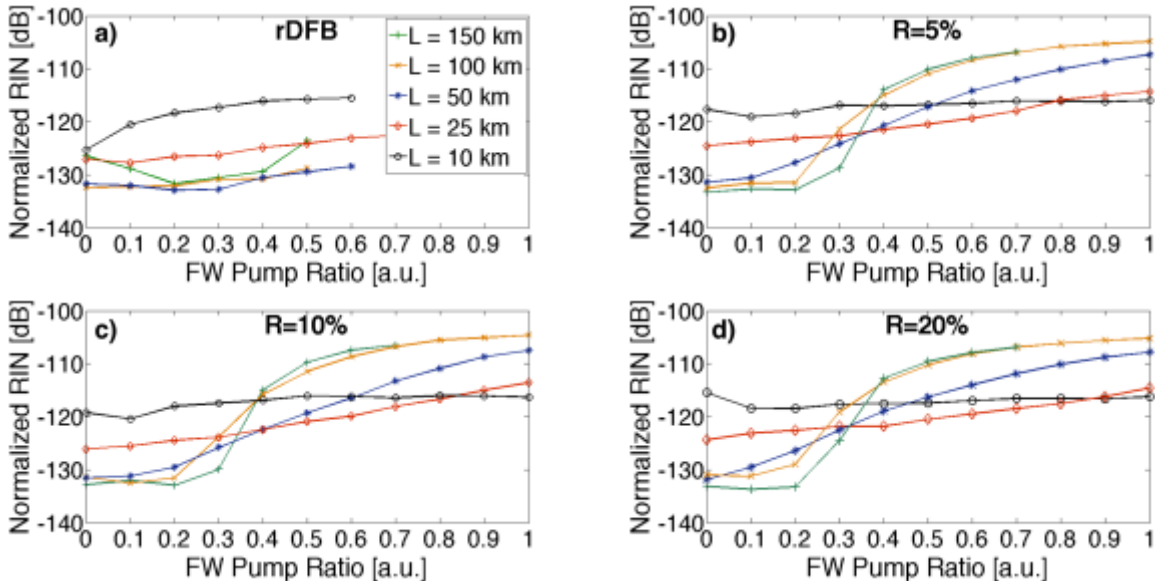 a) rDFB
Normalized RIN [dB]
-100
-110
-120
-130
-140
L = 150 km
L = 100 km
L = 50 km
L = 25 km
L = 10 km
0 0.1 0.2 0.3 0.4 0.5 0.6 0.7 0.8 0.9 1
FW Pump Ratio [a.u.]
b) R=5%
Normalized RIN [dB]
-100
-110
-120
-130
-140
0 0.1 0.2 0.3 0.4 0.5 0.6 0.7 0.8 0.9 1
FW Pump Ratio [a.u.]
c) R=10%
Normalized RIN [dB]
-100
-110
-120
-130
-140
0 0.1 0.2 0.3 0.4 0.5 0.6 0.7 0.8 0.9 1
FW Pump Ratio [a.u.]
d) R=20%
Normalized RIN [dB]
-100
-110
-120
-130
-140
0 0.1 0.2 0.3 0.4 0.5 0.6 0.7 0.8 0.9 1
FW Pump Ratio [a.u.]